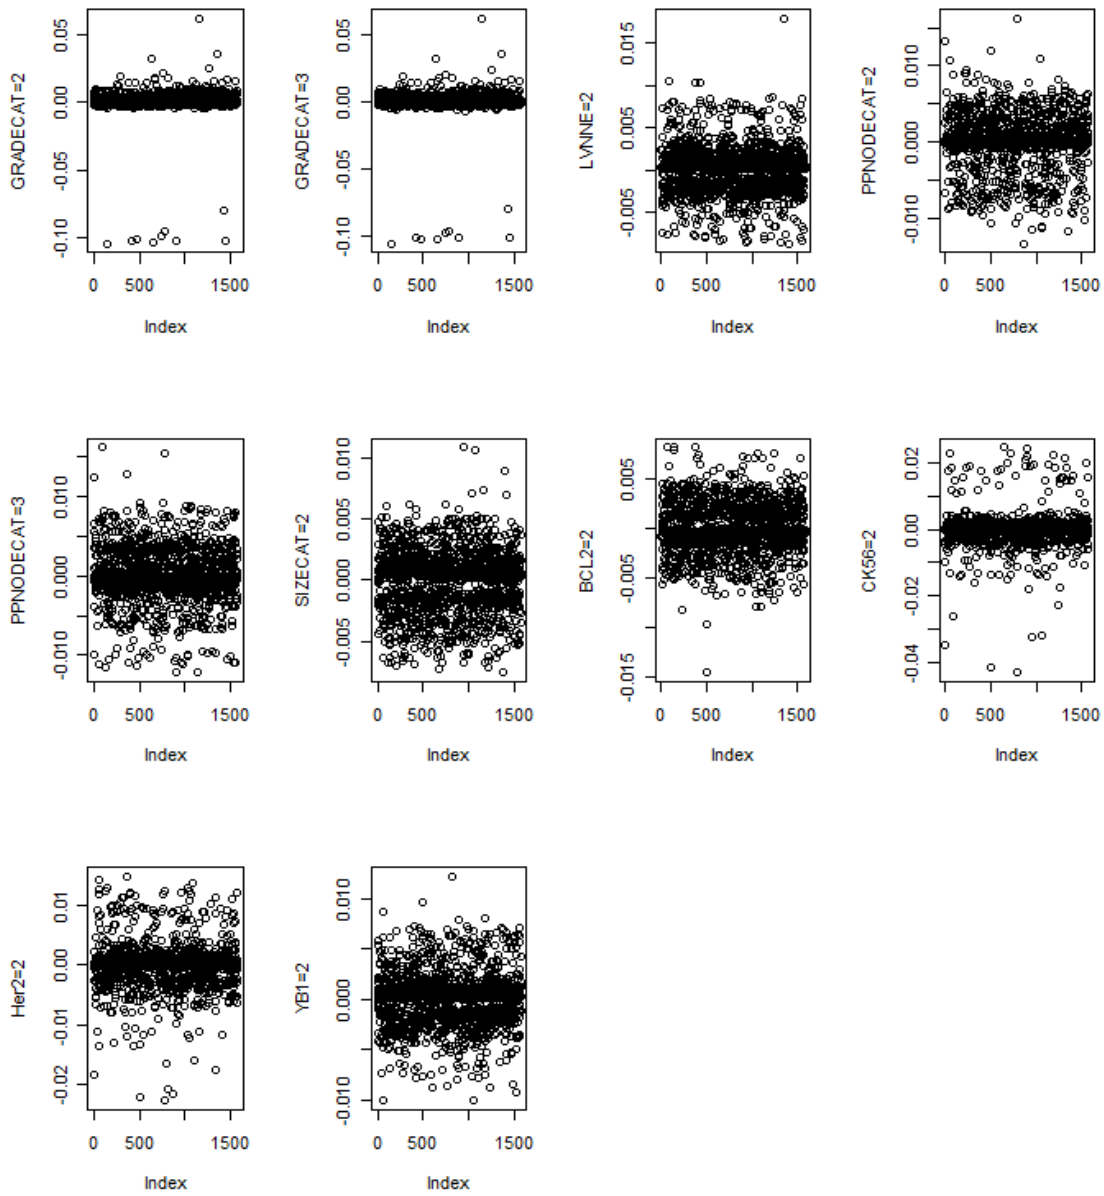 GRADECAT=2
0.05
0.00
-0.05
-0.10
0 500 1500
Index
GRADECAT=3
0.05
0.00
-0.05
-0.10
0 500 1500
Index
LVNNE=2
0.015
0.005
-0.005
0 500 1500
Index
PPNODECAT=2
0.010
0.000
-0.010
0 500 1500
Index
PPNODECAT=3
0.010
0.000
-0.010
0 500 1500
Index
SIZECAT=2
0.010
0.005
0.000
-0.005
0 500 1500
Index
BCL2=2
0.005
-0.005
-0.015
0 500 1500
Index
CK56=2
0.02
0.00
-0.02
-0.04
0 500 1500
Index
Her2=2
0.01
0.00
-0.01
-0.02
0 500 1500
Index
YB1=2
0.010
0.000
-0.010
0 500 1500
Index